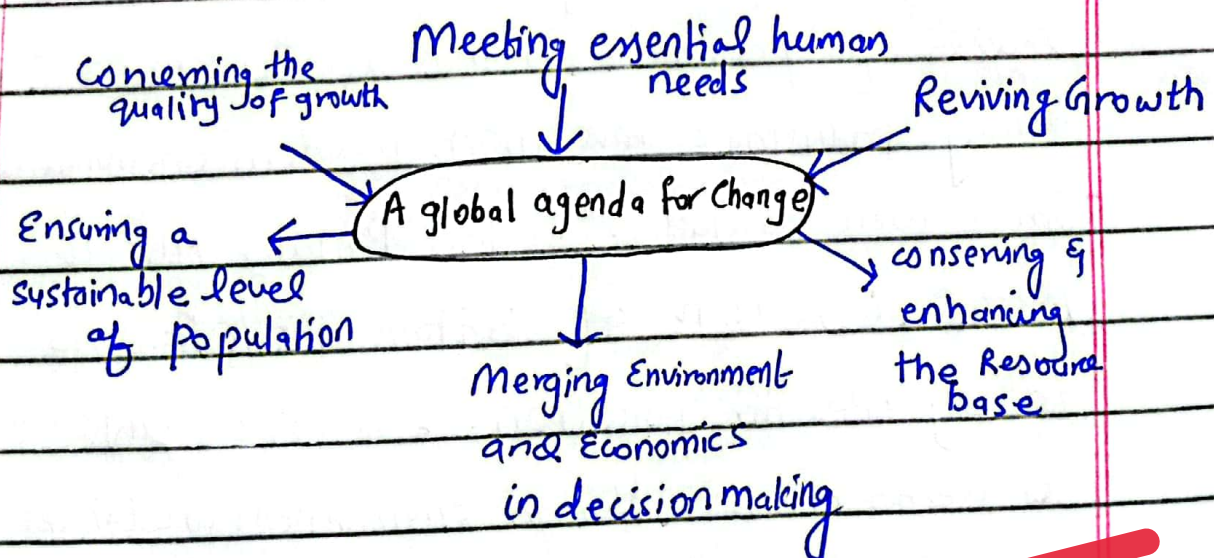 Meeting essential human
needs
Concerning the
quality of growth
Reviving Growth
A global agenda for Change
Ensuring a
sustainable level
of population
consening &
enhancing
the Resource
base
Merging Environment
and Economics
in decision making